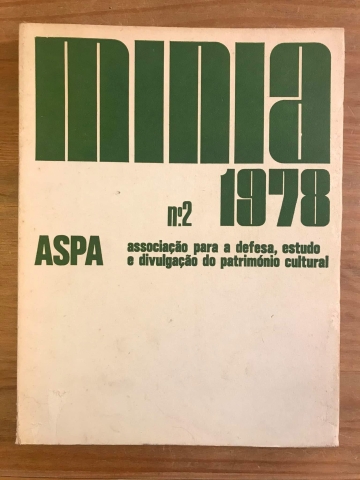 minia
nº2 1978
ASPA associação para a defesa, estudo
e divulgação do património cultural